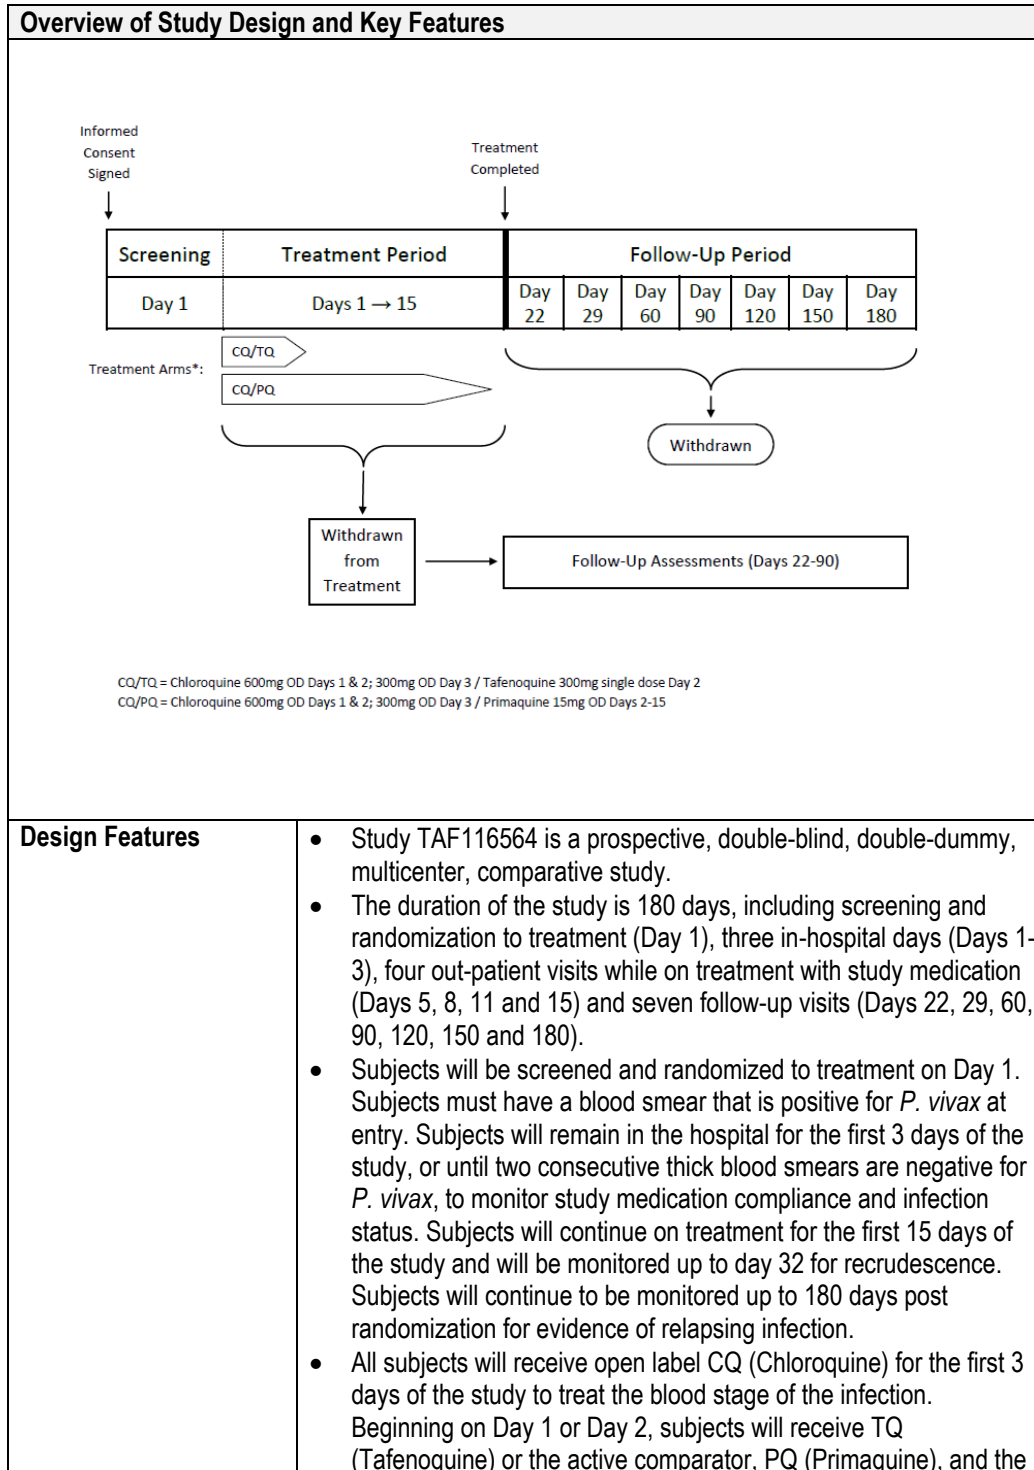 Overview of Study Design and Key Features
Informed
Consent
Signed
Treatment
Completed
Screening
Treatment Period
Follow-Up Period
Day 1
Days 1 → 15
Day 22
Day 29
Day 60
Day 90
Day 120
Day 150
Day 180
Treatment Arms*:
CQ/TQ
CQ/PQ
Withdrawn
Withdrawn
from
Treatment
Follow-Up Assessments (Days 22-90)
CQ/TQ = Chloroquine 600mg OD Days 1 & 2; 300mg OD Day 3 / Tafenoquine 300mg single dose Day 2
CQ/PQ = Chloroquine 600mg OD Days 1 & 2; 300mg OD Day 3 / Primaquine 15mg OD Days 2-15
Design Features
• Study TAF116564 is a prospective, double-blind, double-dummy,
multicenter, comparative study.
• The duration of the study is 180 days, including screening and
randomization to treatment (Day 1), three in-hospital days (Days 1-
3), four out-patient visits while on treatment with study medication
(Days 5, 8, 11 and 15) and seven follow-up visits (Days 22, 29, 60,
90, 120, 150 and 180).
• Subjects will be screened and randomized to treatment on Day 1.
Subjects must have a blood smear that is positive for P. vivax at
entry. Subjects will remain in the hospital for the first 3 days of the
study, or until two consecutive thick blood smears are negative for
P. vivax, to monitor study medication compliance and infection
status. Subjects will continue on treatment for the first 15 days of
the study and will be monitored up to day 32 for recrudescence.
Subjects will continue to be monitored up to 180 days post
randomization for evidence of relapsing infection.
• All subjects will receive open label CQ (Chloroquine) for the first 3
days of the study to treat the blood stage of the infection.
Beginning on Day 1 or Day 2, subjects will receive TQ
(Tafenoquine) or the active comparator, PQ (Primaquine), and the